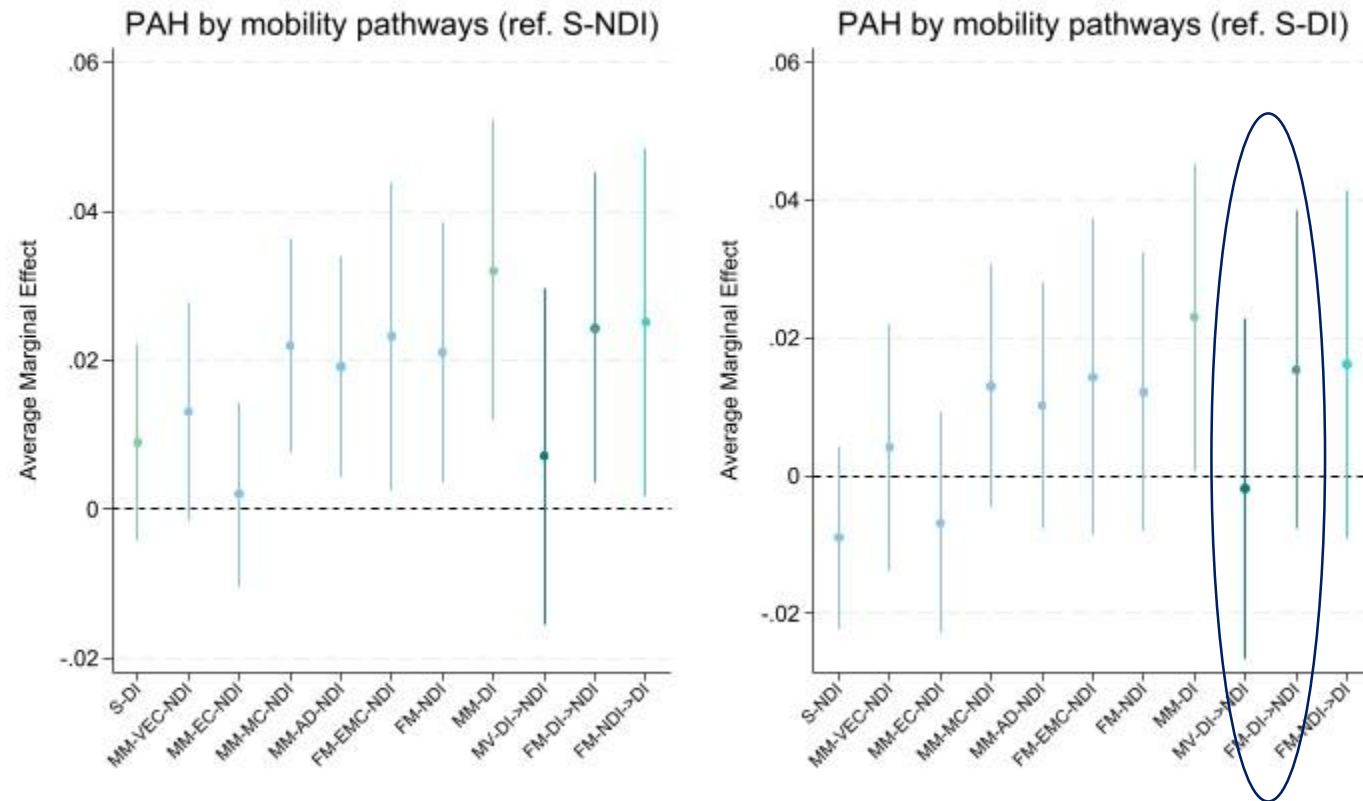 PAH by mobility pathways (ref. S-NDI)
Average Marginal Effect
.06
.04
.02
0
-.02
S-DI
MM-VEC-NDI
MM-EC-NDI
MM-MC-NDI
MM-AD-NDI
FM-EMC-NDI
FM-NDI
MM-DI
MV-DI->NDI
FM-DI->NDI
FM-NDI->DI
PAH by mobility pathways (ref. S-DI)
Average Marginal Effect
.06
.04
.02
0
-.02
S-NDI
MM-VEC-NDI
MM-EC-NDI
MM-MC-NDI
MM-AD-NDI
FM-EMC-NDI
FM-NDI
MM-DI
MV-DI->NDI
FM-DI->NDI
FM-NDI->DI